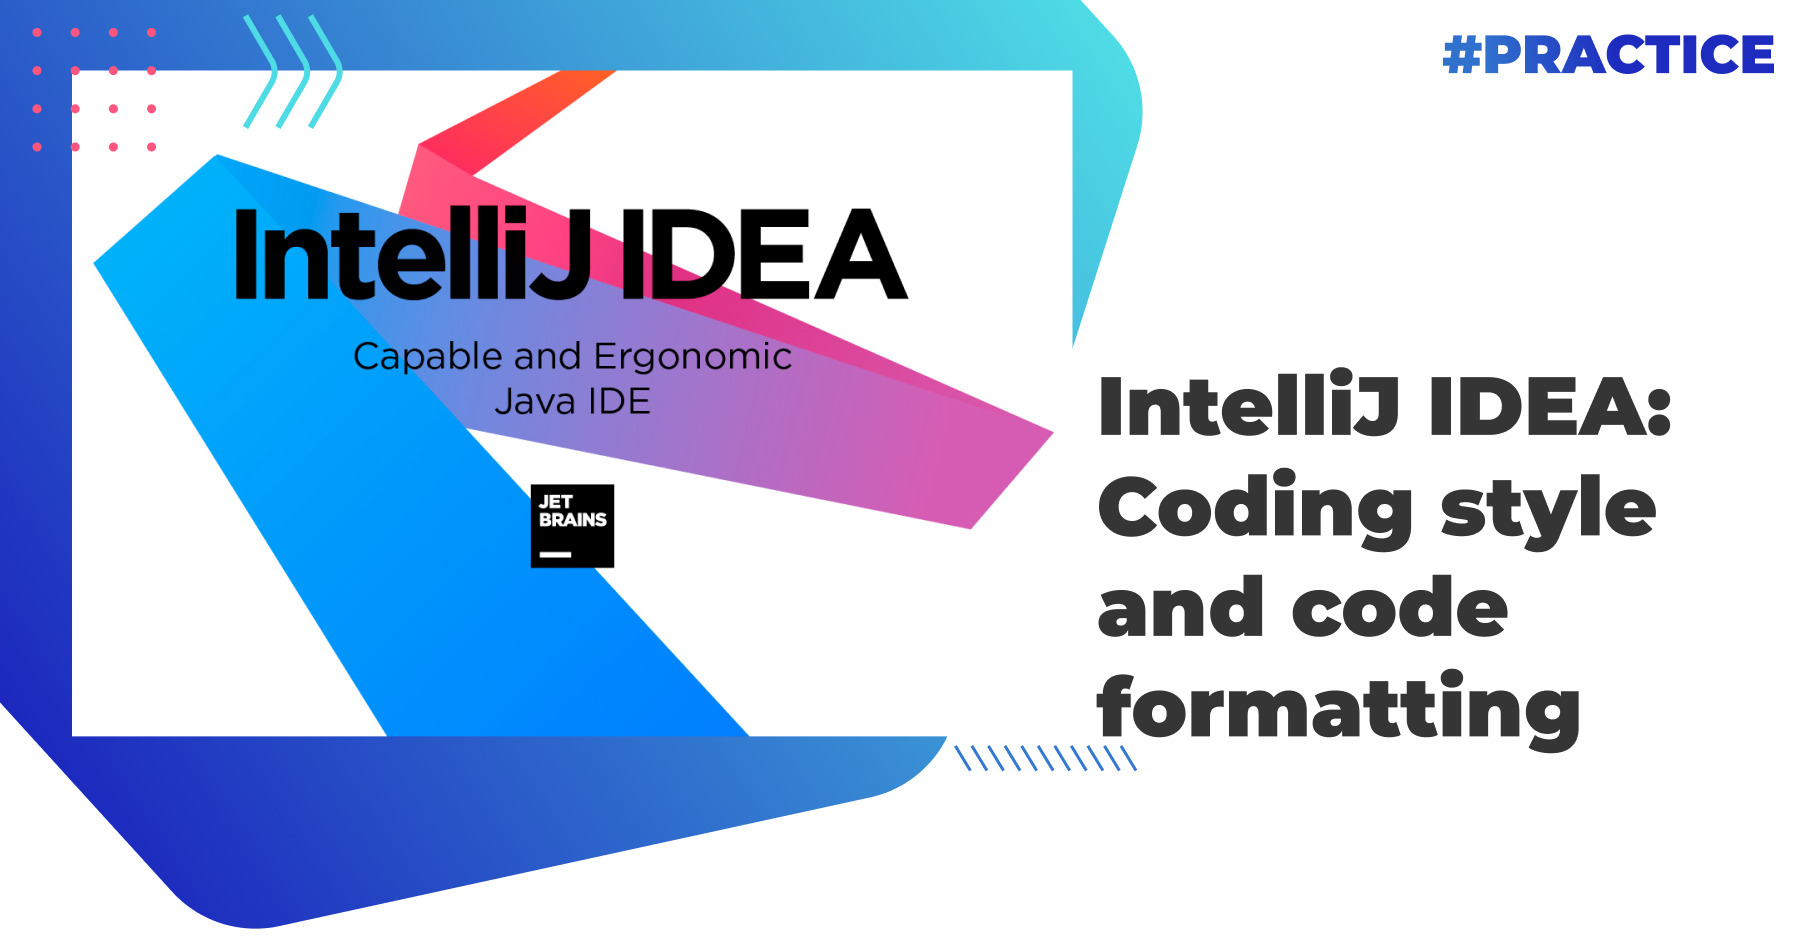 #PRACTICE
IntelliJ IDEA
Capable and Ergonomic
Java IDE
JET
BRAINS
IntelliJ IDEA:
Coding style
and code
formatting